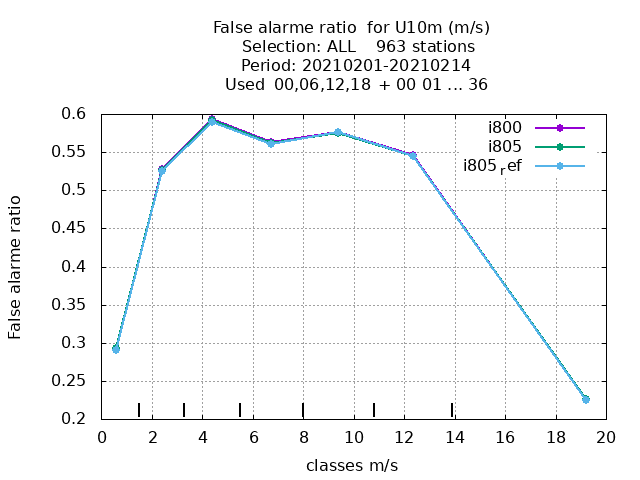 False alarme ratio for U10m (m/s)
Selection: ALL 963 stations
Period: 20210201-20210214
Used 00,06,12,18 + 00 01 ... 36
i800
i805
i805ref
False alarme ratio
0.6
0.55
0.5
0.45
0.4
0.35
0.3
0.25
0.2
0 2 4 6 8 10 12 14 16 18 20
classes m/s